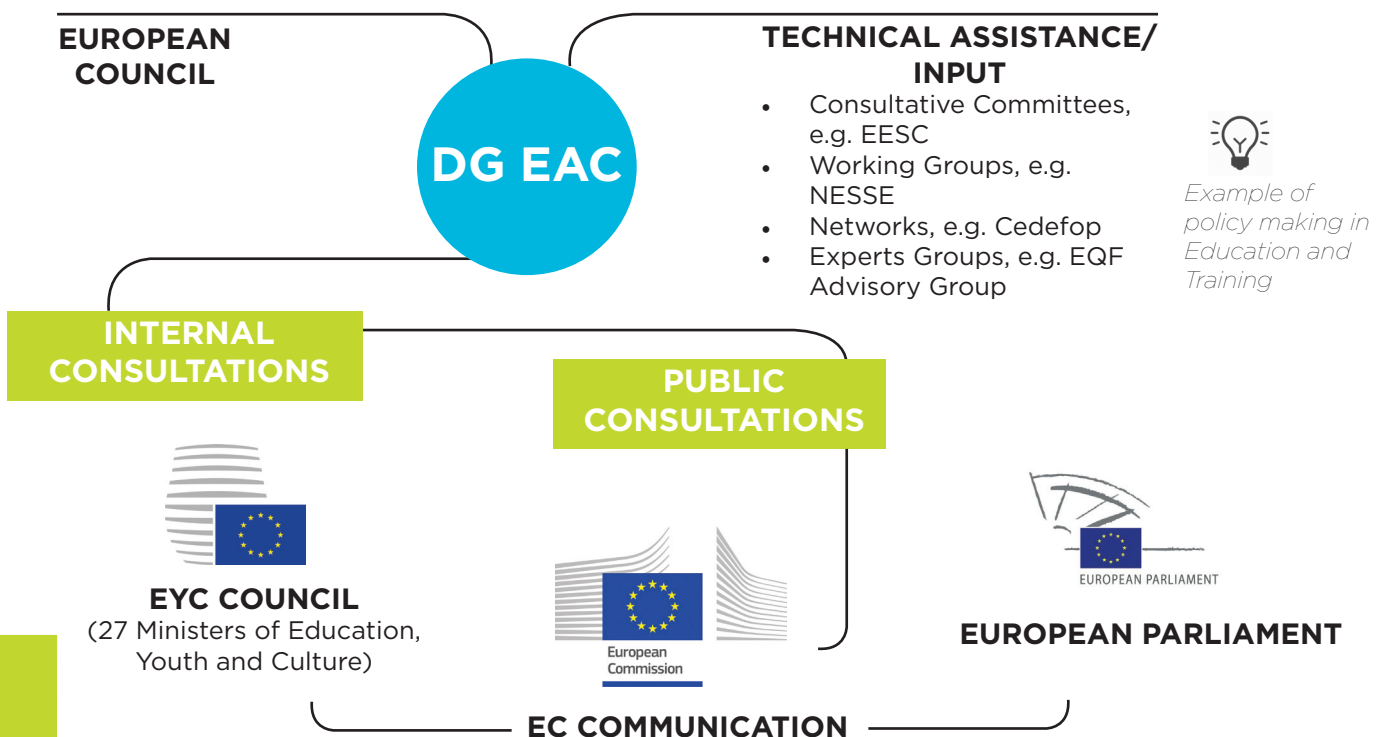 EUROPEAN
COUNCIL
DG EAC
TECHNICAL ASSISTANCE/
INPUT
• Consultative Committees,
e.g. EESC
• Working Groups, e.g.
NESSE
• Networks, e.g. Cedefop
• Experts Groups, e.g. EQF
Advisory Group
Example of
policy making in
Education and
Training
INTERNAL
CONSULTATIONS
PUBLIC
CONSULTATIONS
EYC COUNCIL
(27 Ministers of Education,
Youth and Culture)
European
Commission
EUROPEAN PARLIAMENT
EUROPEAN PARLIAMENT
EC COMMUNICATION